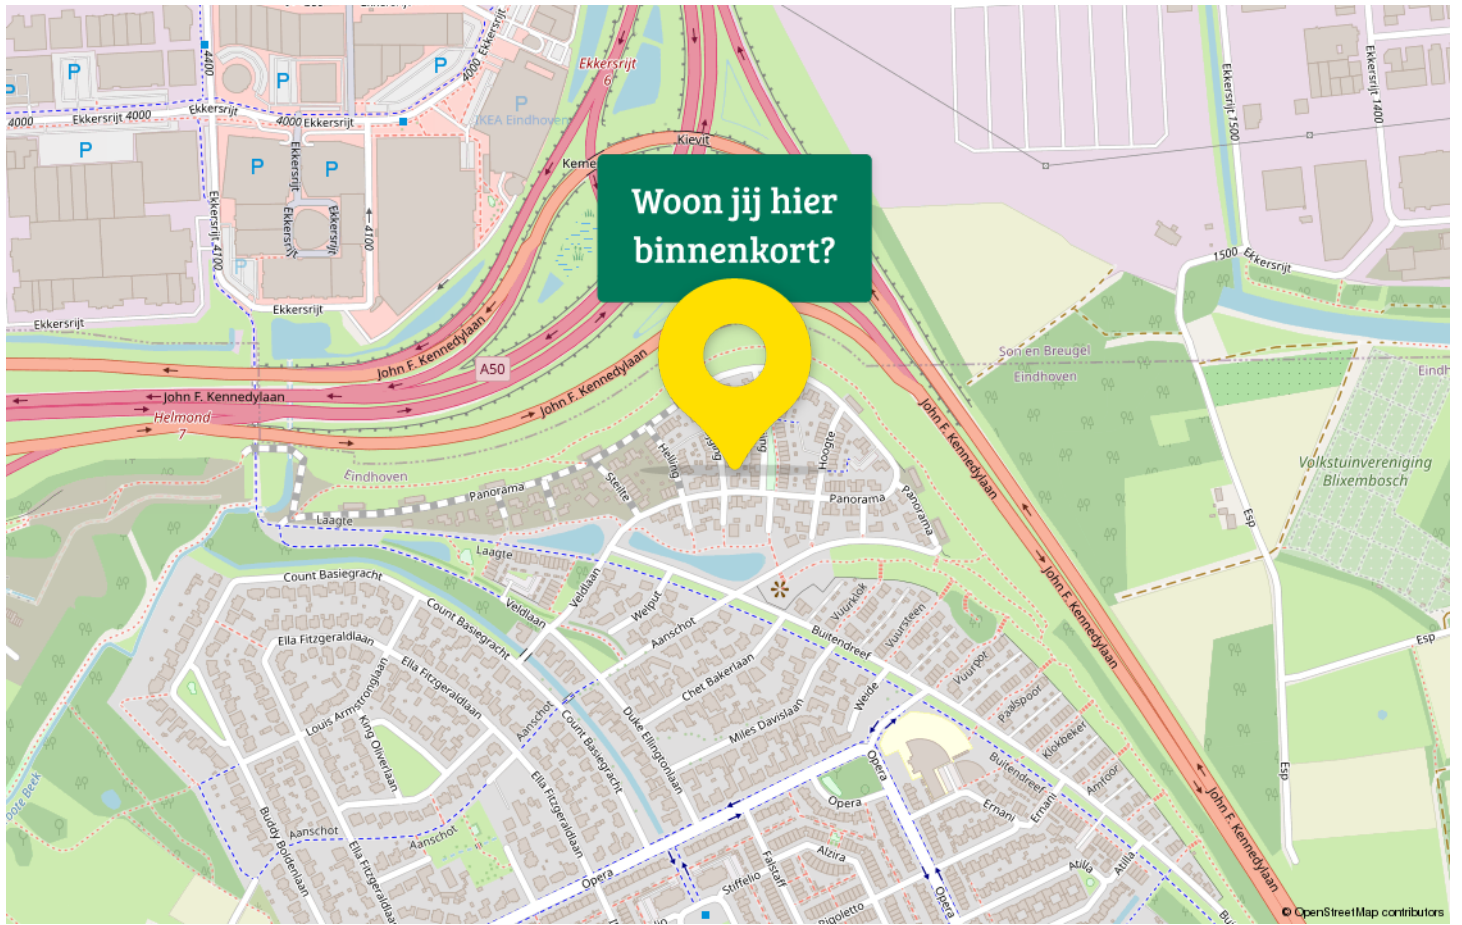 4400
P
P
P
P
4000 Ekkersrijt
Ekkersrijt
6
P
IKEA Eindhoven
4000
Ekkersrijt 4000
Ekkersrijt
4000 Ekkersrijt
P
P
P
Ekkersrijt
Ekkersrijt
Ekkersrijt
4100
Ekkersrijt 4100
P
Ekkersrijt
Ekkersrijt
Kievit
Ekkersrijt 1500
Ekkersrijt 1400
1500 Ekkersrijt
Woon jij hier
binnenkort?
John F. Kennedylaan
A50
John F. Kennedylaan
John F. Kennedylaan
Helmond
7
Son en Breugel
Eindhoven
John F. Kennedylaan
Eindhoven
Panorama
Laagte
Laagte
Steilte
Helling
Hoogte
Panorama
Panorama
Volkstuinvereniging
Blixembosch
Esp
Esp
Esp
John F. Kennedylaan
John F. Kennedylaan
Count Basiegracht
Count Basiegracht
Veldlaan
Veldlaan
Welput
Aanschot
Vuurklok
Vuursteen
Vuurpot
Paalspoor
Klokbeker
Amfoor
Buitendreef
Buitendreef
Ella Fitzgeraldlaan
Ella Fitzgeraldlaan
Louis Armstronglaan
King Oliverlaan
Aanschot
Count Basiegracht
Duke Ellingtonlaan
Chet Bakerlaan
Miles Davislaan
Weide
Opera
Opera
Ernani
Ernani
Atilla
Atilla
Ella Fitzgeraldlaan
Buddy Boldenlaan
Aanschot
Aanschot
Ella Fitzgeraldlaan
Opera
Stiffelio
Falstaff
Alzira
Rigoletto
Opera
© OpenStreetMap contributors